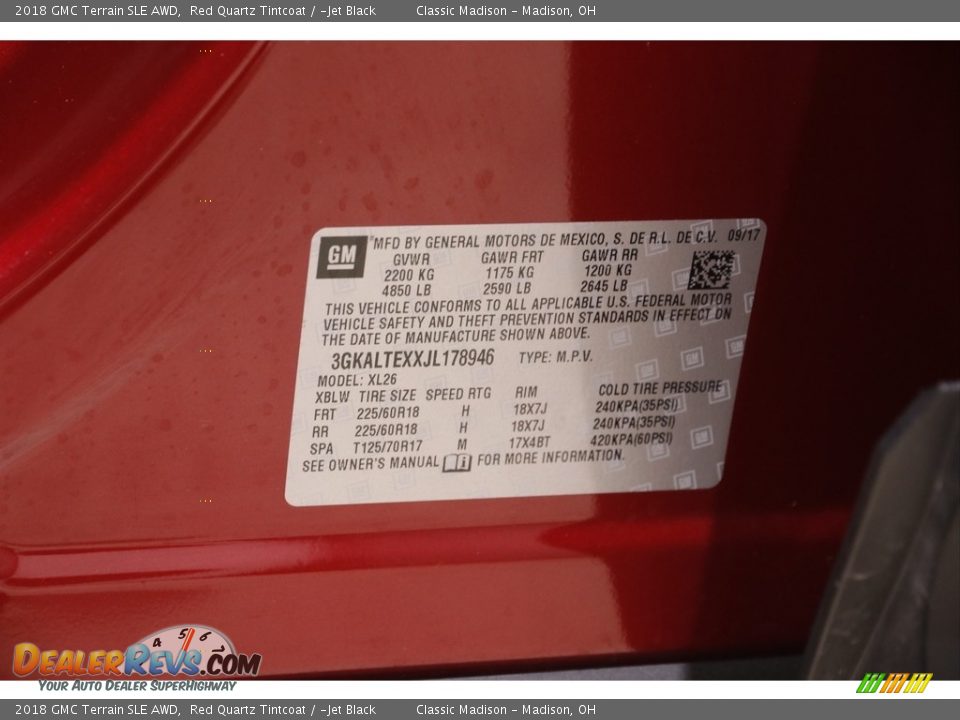 2018 GMC Terrain SLE AWD, Red Quartz Tintcoat / -Jet Black Classic Madison - Madison, OH
GM ® MFD BY GENERAL MOTORS DE MEXICO, S. DE R.L. DE C.V. 09/17
GVWR GAWR FRT GAWR RR
2200 KG 1175 KG 1200 KG
4850 LB 2590 LB 2645 LB
THIS VEHICLE CONFORMS TO ALL APPLICABLE U.S. FEDERAL MOTOR
VEHICLE SAFETY AND THEFT PREVENTION STANDARDS IN EFFECT ON
THE DATE OF MANUFACTURE SHOWN ABOVE.
3GKALTEXXJL178946 TYPE: M.P.V.
MODEL: XL26
XBLW TIRE SIZE SPEED RTG RIM COLD TIRE PRESSURE
FRT 225/60R18 H 18X7J 240KPA(35PSI)
RR 225/60R18 H 18X7J 240KPA(35PSI)
SPA T125/70R17 M 17X4BT 420KPA(60PSI)
SEE OWNER'S MANUAL i FOR MORE INFORMATION.
4 5 6
DEALERREVS.COM
YOUR AUTO DEALER SUPERHIGHWAY
2018 GMC Terrain SLE AWD, Red Quartz Tintcoat / -Jet Black Classic Madison - Madison, OH